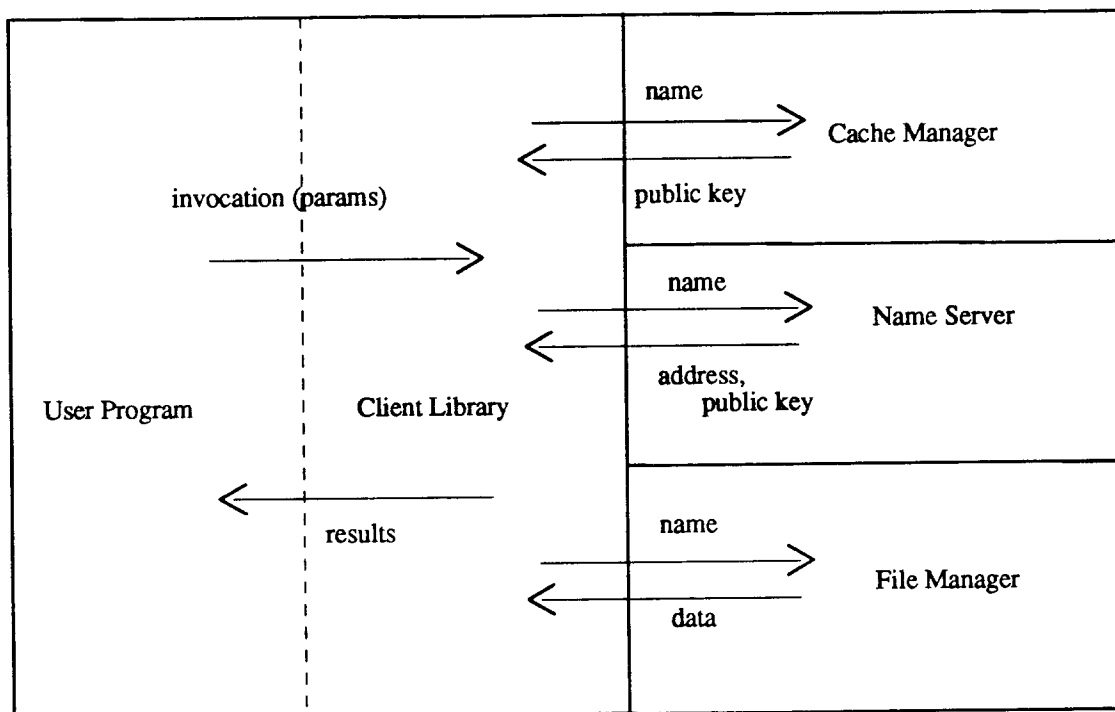 name
Cache Manager
public key
invocation (params)
name
Name Server
address,
public key
User Program
Client Library
results
name
File Manager
data